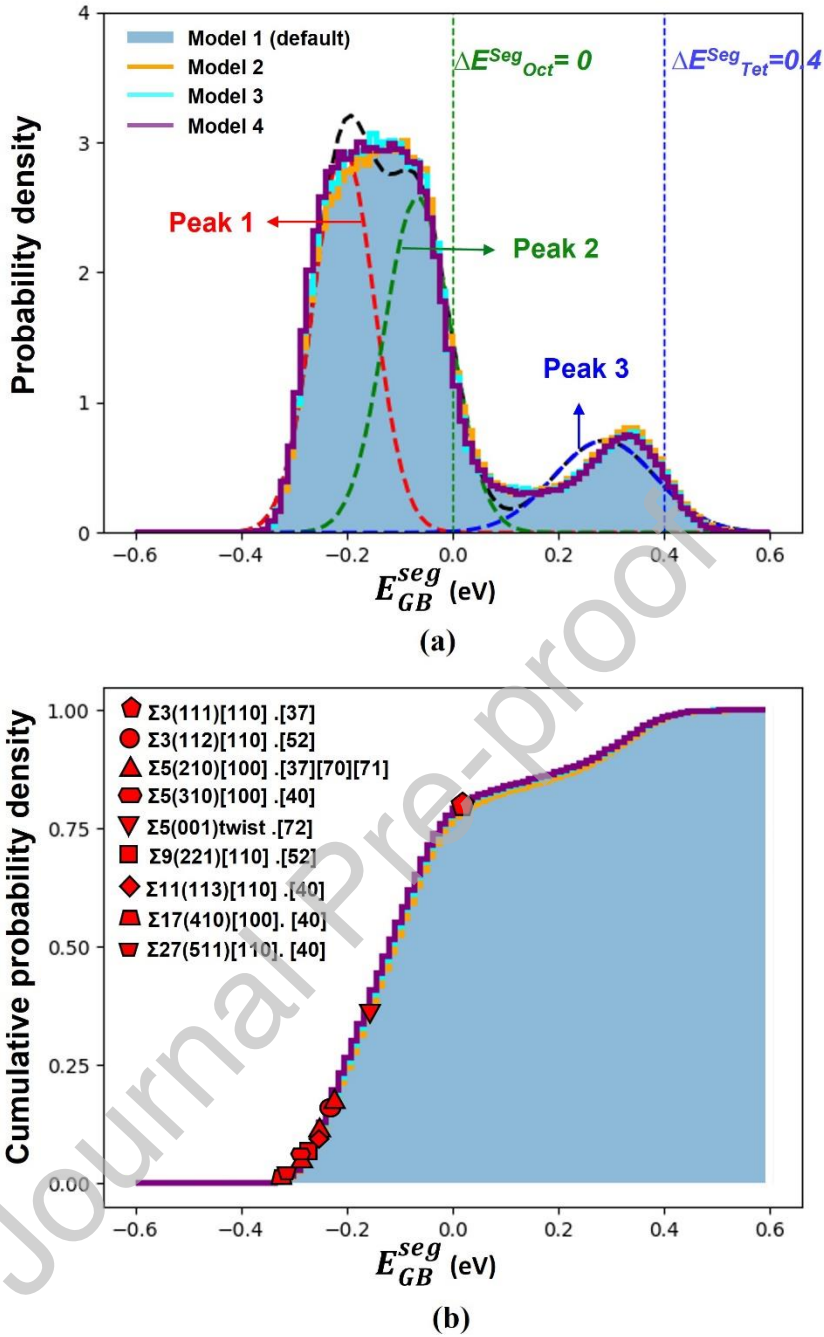 4
Model 1 (default)
Model 2
Model 3
Model 4
ΔE^Seg_Oct= 0
ΔE^Seg_Tet=0.4
3
Peak 1
Peak 2
2
Peak 3
1
0
Probability density
−0.6 −0.4 −0.2 0.0 0.2 0.4 0.6
E^seg_GB (eV)
(a)
1.00
Σ3(111)[110] .[37]
Σ3(112)[110] .[52]
Σ5(210)[100] .[37][70][71]
Σ5(310)[100] .[40]
Σ5(001)twist .[72]
Σ9(221)[110] .[52]
Σ11(113)[110] .[40]
Σ17(410)[100]. [40]
Σ27(511)[110]. [40]
0.75
0.50
0.25
0.00
Cumulative probability density
−0.6 −0.4 −0.2 0.0 0.2 0.4 0.6
E^seg_GB (eV)
(b)
Journal Pre-proof